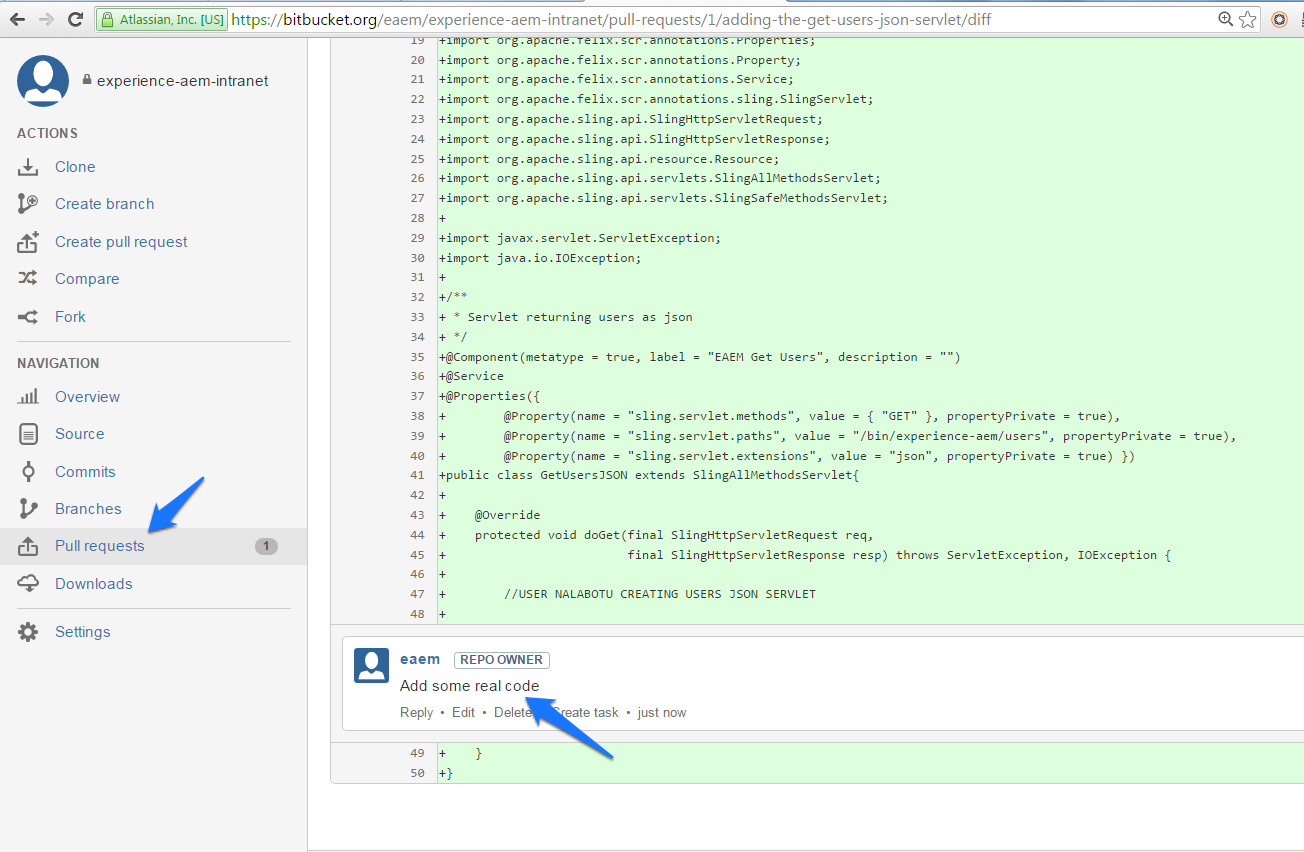 Atlassian, Inc. [US] https://bitbucket.org/eaem/experience-aem-intranet/pull-requests/1/adding-the-get-users-json-servlet/diff
experience-aem-intranet
ACTIONS
Clone
Create branch
Create pull request
Compare
Fork
NAVIGATION
Overview
Source
Commits
Branches
Pull requests 1
Downloads
Settings
19 +import org.apache.felix.scr.annotations.Properties;
20 +import org.apache.felix.scr.annotations.Property;
21 +import org.apache.felix.scr.annotations.Service;
22 +import org.apache.felix.scr.annotations.sling.SlingServlet;
23 +import org.apache.sling.api.SlingHttpServletRequest;
24 +import org.apache.sling.api.SlingHttpServletResponse;
25 +import org.apache.sling.api.resource.Resource;
26 +import org.apache.sling.api.servlets.SlingAllMethodsServlet;
27 +import org.apache.sling.api.servlets.SlingSafeMethodsServlet;
28 +
29 +import javax.servlet.ServletException;
30 +import java.io.IOException;
31 +
32 +/**
33 + * Servlet returning users as json
34 + */
35 +@Component(metatype = true, label = "EAEM Get Users", description = "")
36 +@Service
37 +@Properties({
38 +        @Property(name = "sling.servlet.methods", value = { "GET" }, propertyPrivate = true),
39 +        @Property(name = "sling.servlet.paths", value = "/bin/experience-aem/users", propertyPrivate = true),
40 +        @Property(name = "sling.servlet.extensions", value = "json", propertyPrivate = true) })
41 +public class GetUsersJSON extends SlingAllMethodsServlet{
42 +
43 +    @Override
44 +    protected void doGet(final SlingHttpServletRequest req,
45 +                         final SlingHttpServletResponse resp) throws ServletException, IOException {
46 +
47 +        //USER NALABOTU CREATING USERS JSON SERVLET
48 +
eaem REPO OWNER
Add some real code
Reply • Edit • Delete Create task • just now
49 +    }
50 +}